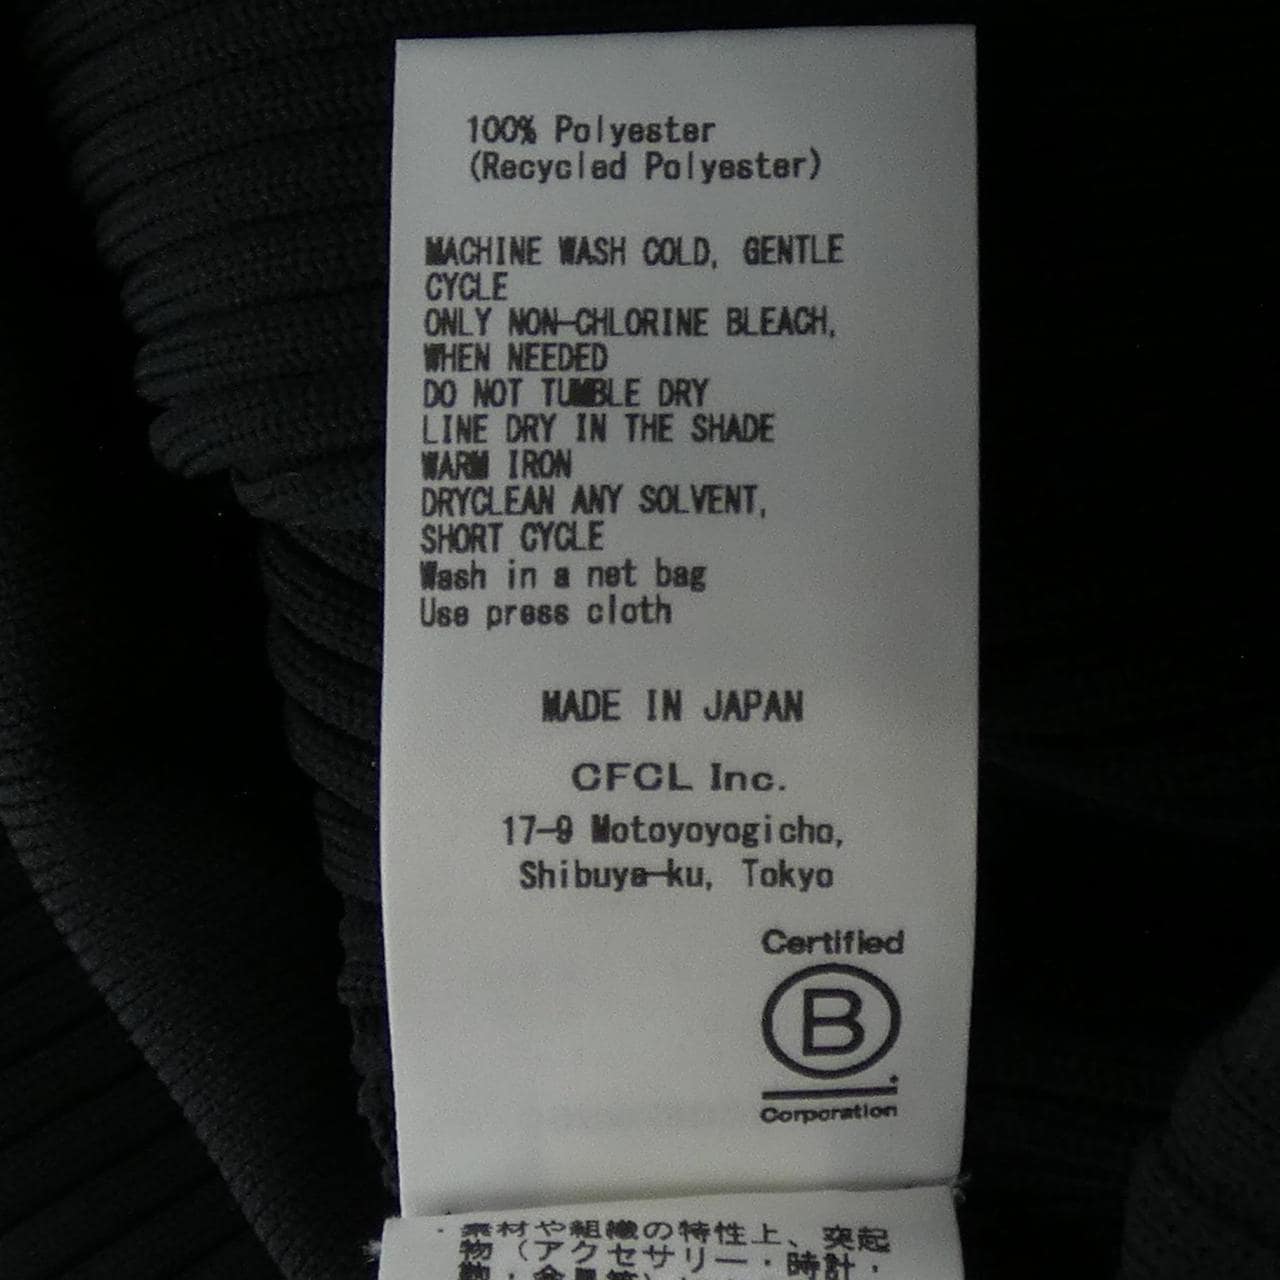 100% Polyester
(Recycled Polyester)
MACHINE WASH COLD, GENTLE
CYCLE
ONLY NON-CHLORINE BLEACH,
WHEN NEEDED
DO NOT TUMBLE DRY
LINE DRY IN THE SHADE
WARM IRON
DRYCLEAN ANY SOLVENT,
SHORT CYCLE
Wash in a net bag
Use press cloth
MADE IN JAPAN
CFCL Inc.
17-9 Motoyoyogicho,
Shibuya-ku, Tokyo
Certified
B
Corporation
・素材や組織の特性上、突起
物（アクセサリー・時計・